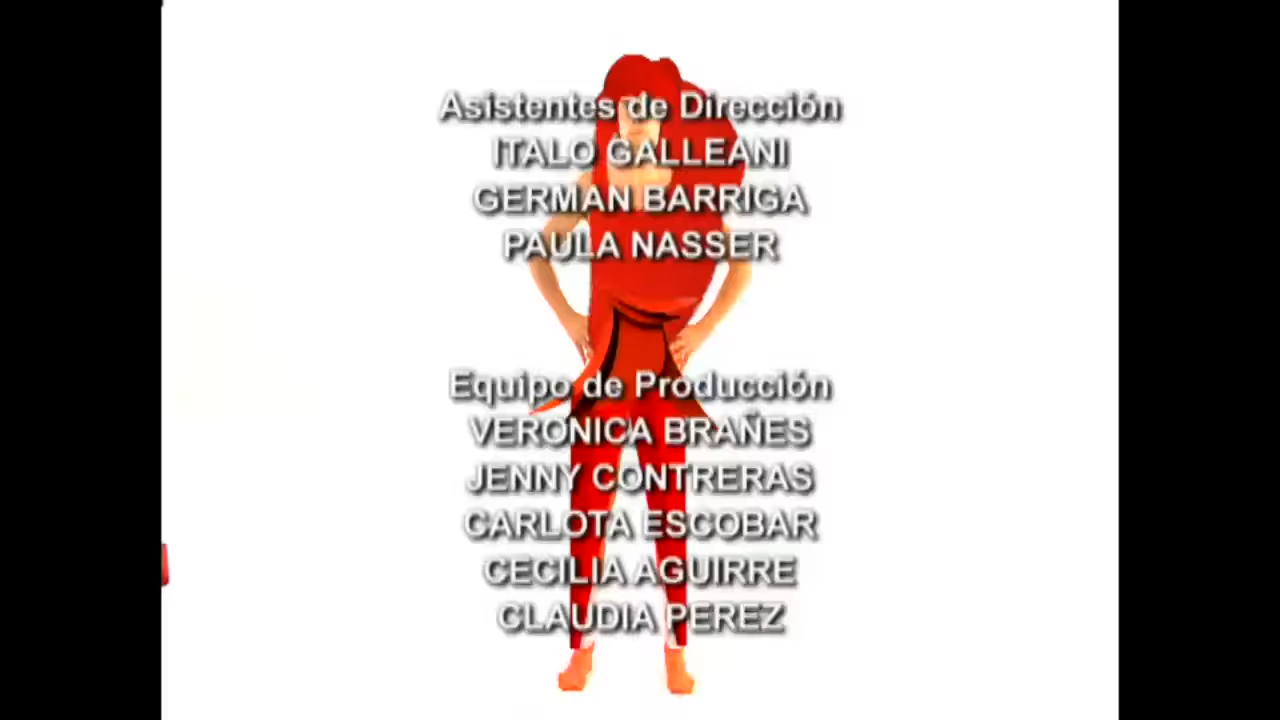 Asistentes de Dirección
ITALO GALLEANI
GERMAN BARRIGA
PAULA NASSER
Equipo de Producción
VERONICA BRAÑES
JENNY CONTRERAS
CARLOTA ESCOBAR
CECILIA AGUIRRE
CLAUDIA PEREZ